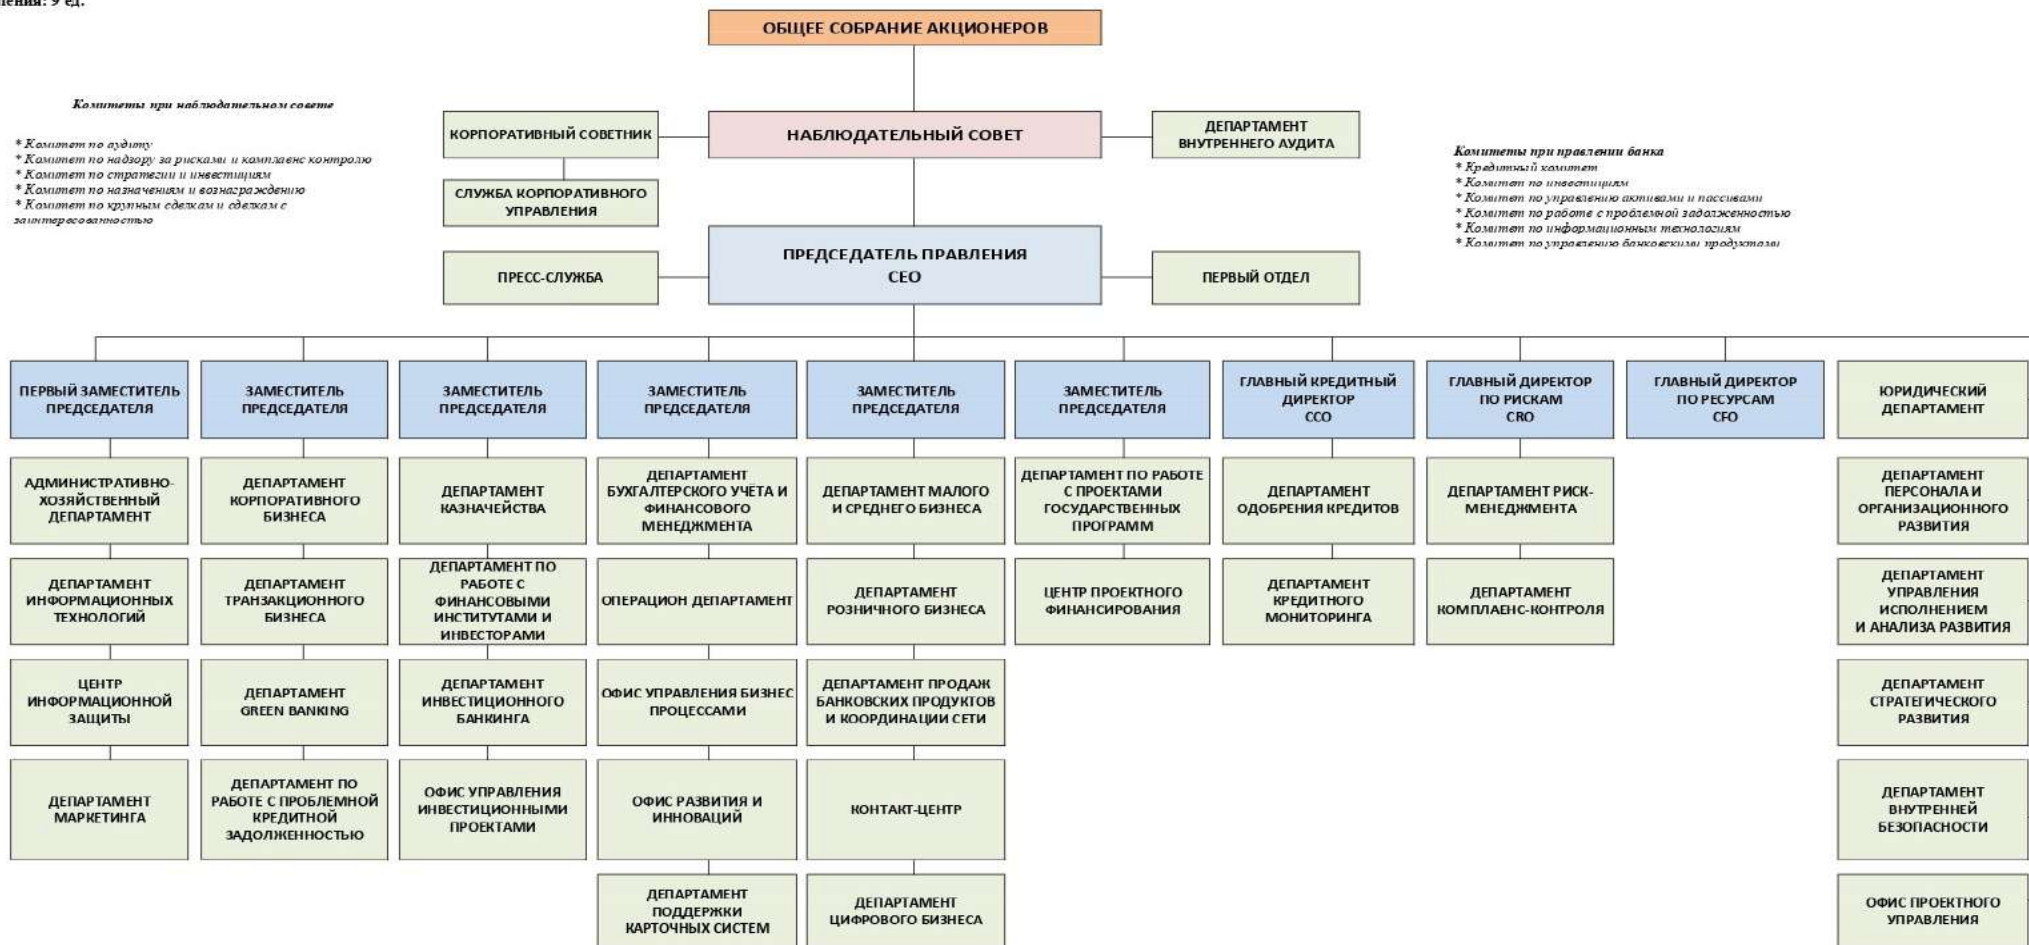 9 ед.
ОБЩЕЕ СОБРАНИЕ АКЦИОНЕРОВ
Комитеты при наблюдательном совете
* Комитет по аудиту
* Комитет по надзору за рисками и комплаенс контролю
* Комитет по стратегии и инвестициям
* Комитет по назначениям и вознаграждению
* Комитет по крупным сделкам и сделкам с
заинтересованностью
КОРПОРАТИВНЫЙ СОВЕТНИК
НАБЛЮДАТЕЛЬНЫЙ СОВЕТ
ДЕПАРТАМЕНТ
ВНУТРЕННЕГО АУДИТА
СЛУЖБА КОРПОРАТИВНОГО
УПРАВЛЕНИЯ
Комитеты при правлении банка
* Кредитный комитет
* Комитет по инвестициям
* Комитет по управлению активами и пассивами
* Комитет по работе с проблемной задолженностью
* Комитет по информационным технологиям
* Комитет по управлению банковскими продуктами
ПРЕСС-СЛУЖБА
ПРЕДСЕДАТЕЛЬ ПРАВЛЕНИЯ
CEO
ПЕРВЫЙ ОТДЕЛ
ПЕРВЫЙ ЗАМЕСТИТЕЛЬ
ПРЕДСЕДАТЕЛЯ
ЗАМЕСТИТЕЛЬ
ПРЕДСЕДАТЕЛЯ
ЗАМЕСТИТЕЛЬ
ПРЕДСЕДАТЕЛЯ
ЗАМЕСТИТЕЛЬ
ПРЕДСЕДАТЕЛЯ
ЗАМЕСТИТЕЛЬ
ПРЕДСЕДАТЕЛЯ
ЗАМЕСТИТЕЛЬ
ПРЕДСЕДАТЕЛЯ
ГЛАВНЫЙ КРЕДИТНЫЙ
ДИРЕКТОР
CCO
ГЛАВНЫЙ ДИРЕКТОР
ПО РИСКАМ
CRO
ГЛАВНЫЙ ДИРЕКТОР
ПО РЕСУРСАМ
CFO
ЮРИДИЧЕСКИЙ
ДЕПАРТАМЕНТ
АДМИНИСТРАТИВНО-
ХОЗЯЙСТВЕННЫЙ
ДЕПАРТАМЕНТ
ДЕПАРТАМЕНТ
КОРПОРАТИВНОГО
БИЗНЕСА
ДЕПАРТАМЕНТ
КАЗНАЧЕЙСТВА
ДЕПАРТАМЕНТ
БУХГАЛТЕРСКОГО УЧЁТА И
ФИНАНСОВОГО
МЕНЕДЖМЕНТА
ДЕПАРТАМЕНТ МАЛОГО
И СРЕДНЕГО БИЗНЕСА
ДЕПАРТАМЕНТ ПО РАБОТЕ
С ПРОЕКТАМИ
ГОСУДАРСТВЕННЫХ
ПРОГРАММ
ДЕПАРТАМЕНТ
ОДОБРЕНИЯ КРЕДИТОВ
ДЕПАРТАМЕНТ РИСК-
МЕНЕДЖМЕНТА
ДЕПАРТАМЕНТ
ПЕРСОНАЛА И
ОРГАНИЗАЦИОННОГО
РАЗВИТИЯ
ДЕПАРТАМЕНТ
ИНФОРМАЦИОННЫХ
ТЕХНОЛОГИЙ
ДЕПАРТАМЕНТ
ТРАНЗАКЦИОННОГО
БИЗНЕСА
ДЕПАРТАМЕНТ ПО
РАБОТЕ С
ФИНАНСОВЫМИ
ИНСТИТУТАМИ И
ИНВЕСТОРАМИ
ОПЕРАЦИОН ДЕПАРТАМЕНТ
ДЕПАРТАМЕНТ
РОЗНИЧНОГО БИЗНЕСА
ЦЕНТР ПРОЕКТНОГО
ФИНАНСИРОВАНИЯ
ДЕПАРТАМЕНТ
КРЕДИТНОГО
МОНИТОРИНГА
ДЕПАРТАМЕНТ
КОМПЛАЕНС-КОНТРОЛЯ
ДЕПАРТАМЕНТ
УПРАВЛЕНИЯ
ИСПОЛНЕНИЕМ
И АНАЛИЗА РАЗВИТИЯ
ЦЕНТР
ИНФОРМАЦИОННОЙ
ЗАЩИТЫ
ДЕПАРТАМЕНТ
GREEN BANKING
ДЕПАРТАМЕНТ
ИНВЕСТИЦИОННОГО
БАНКИНГА
ОФИС УПРАВЛЕНИЯ БИЗНЕС
ПРОЦЕССАМИ
ДЕПАРТАМЕНТ ПРОДАЖ
БАНКОВСКИХ ПРОДУКТОВ
И КООРДИНАЦИИ СЕТИ
ДЕПАРТАМЕНТ
СТРАТЕГИЧЕСКОГО
РАЗВИТИЯ
ДЕПАРТАМЕНТ
МАРКЕТИНГА
ДЕПАРТАМЕНТ ПО
РАБОТЕ С ПРОБЛЕМНОЙ
КРЕДИТНОЙ
ЗАДОЛЖЕННОСТЬЮ
ОФИС УПРАВЛЕНИЯ
ИНВЕСТИЦИОННЫМИ
ПРОЕКТАМИ
ОФИС РАЗВИТИЯ И
ИННОВАЦИЙ
КОНТАКТ-ЦЕНТР
ДЕПАРТАМЕНТ
ВНУТРЕННЕЙ
БЕЗОПАСНОСТИ
ДЕПАРТАМЕНТ
ПОДДЕРЖКИ
КАРТОЧНЫХ СИСТЕМ
ДЕПАРТАМЕНТ
ЦИФРОВОГО БИЗНЕСА
ОФИС ПРОЕКТНОГО
УПРАВЛЕНИЯ